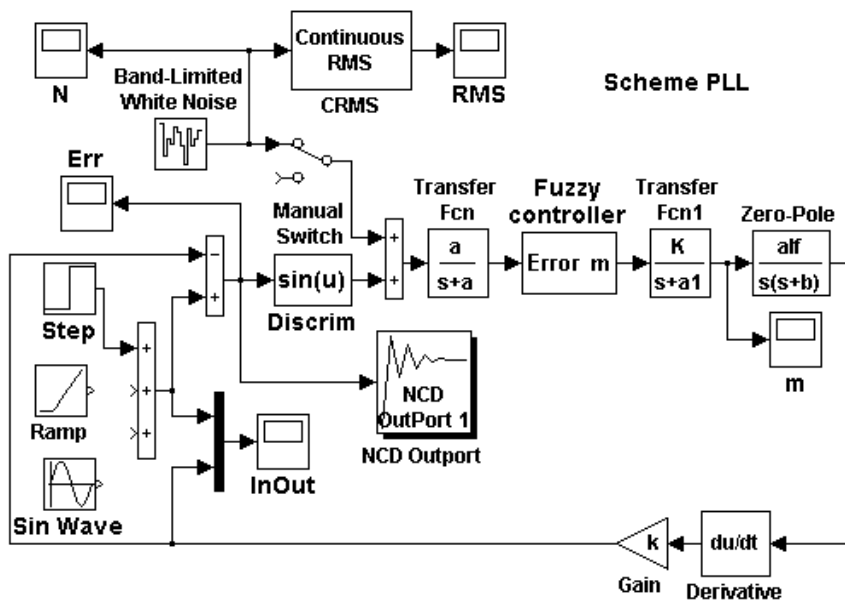 Continuous
RMS
CRMS
N
RMS
Scheme PLL
Band-Limited
White Noise
Err
Manual
Switch
Transfer
Fcn
a
s+a
Fuzzy
controller
Error m
Transfer
Fcn1
K
s+a1
Zero-Pole
alf
s(s+b)
m
−
+
sin(u)
Discrim
+
+
Step
+
+
+
Ramp
NCD
OutPort 1
NCD Outport
InOut
Sin Wave
k
Gain
du/dt
Derivative